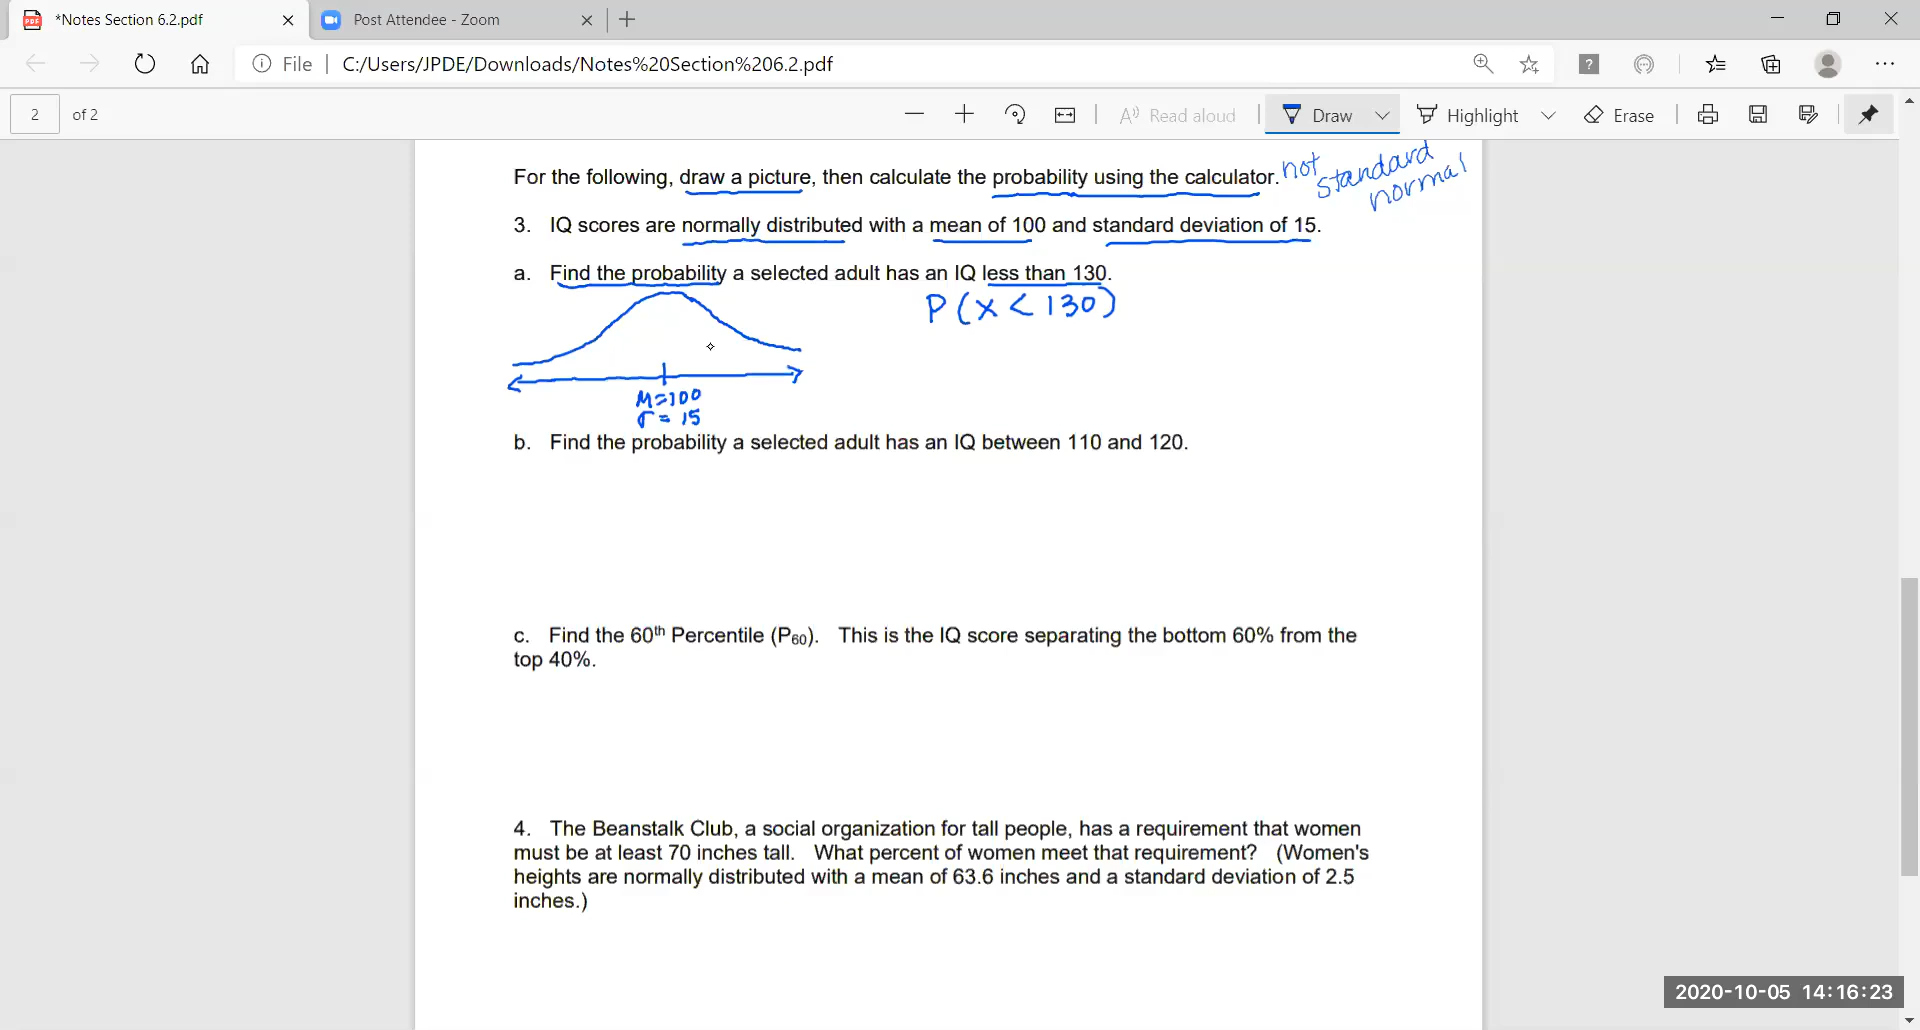 *Notes Section 6.2.pdf
Post Attendee - Zoom
File
C:/Users/JPDE/Downloads/Notes%20Section%206.2.pdf
2 of 2
Read aloud
Draw
Highlight
Erase
For the following, draw a picture, then calculate the probability using the calculator.
not standard normal
3. IQ scores are normally distributed with a mean of 100 and standard deviation of 15.
a. Find the probability a selected adult has an IQ less than 130.
P(x < 130)
μ=100
σ = 15
b. Find the probability a selected adult has an IQ between 110 and 120.
c. Find the 60th Percentile (P60). This is the IQ score separating the bottom 60% from the
top 40%.
4. The Beanstalk Club, a social organization for tall people, has a requirement that women
must be at least 70 inches tall. What percent of women meet that requirement? (Women's
heights are normally distributed with a mean of 63.6 inches and a standard deviation of 2.5
inches.)
2020-10-05 14:16:23